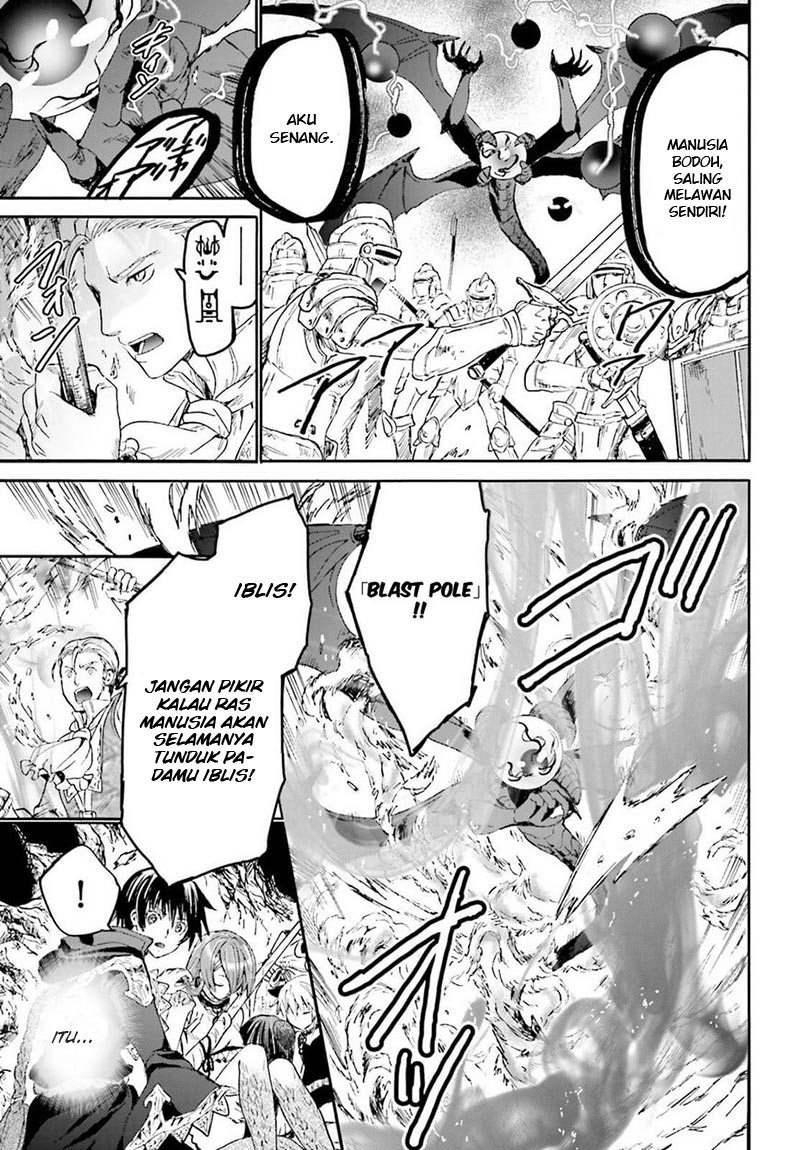 MANUSIA
BODOH,
SALING
MELAWAN
SENDIRI!
AKU
SENANG.
「BLAST POLE」
!!
IBLIS!
JANGAN PIKIR
KALAU RAS
MANUSIA AKAN
SELAMANYA
TUNDUK PA-
DAMU IBLIS!
!
ITU...